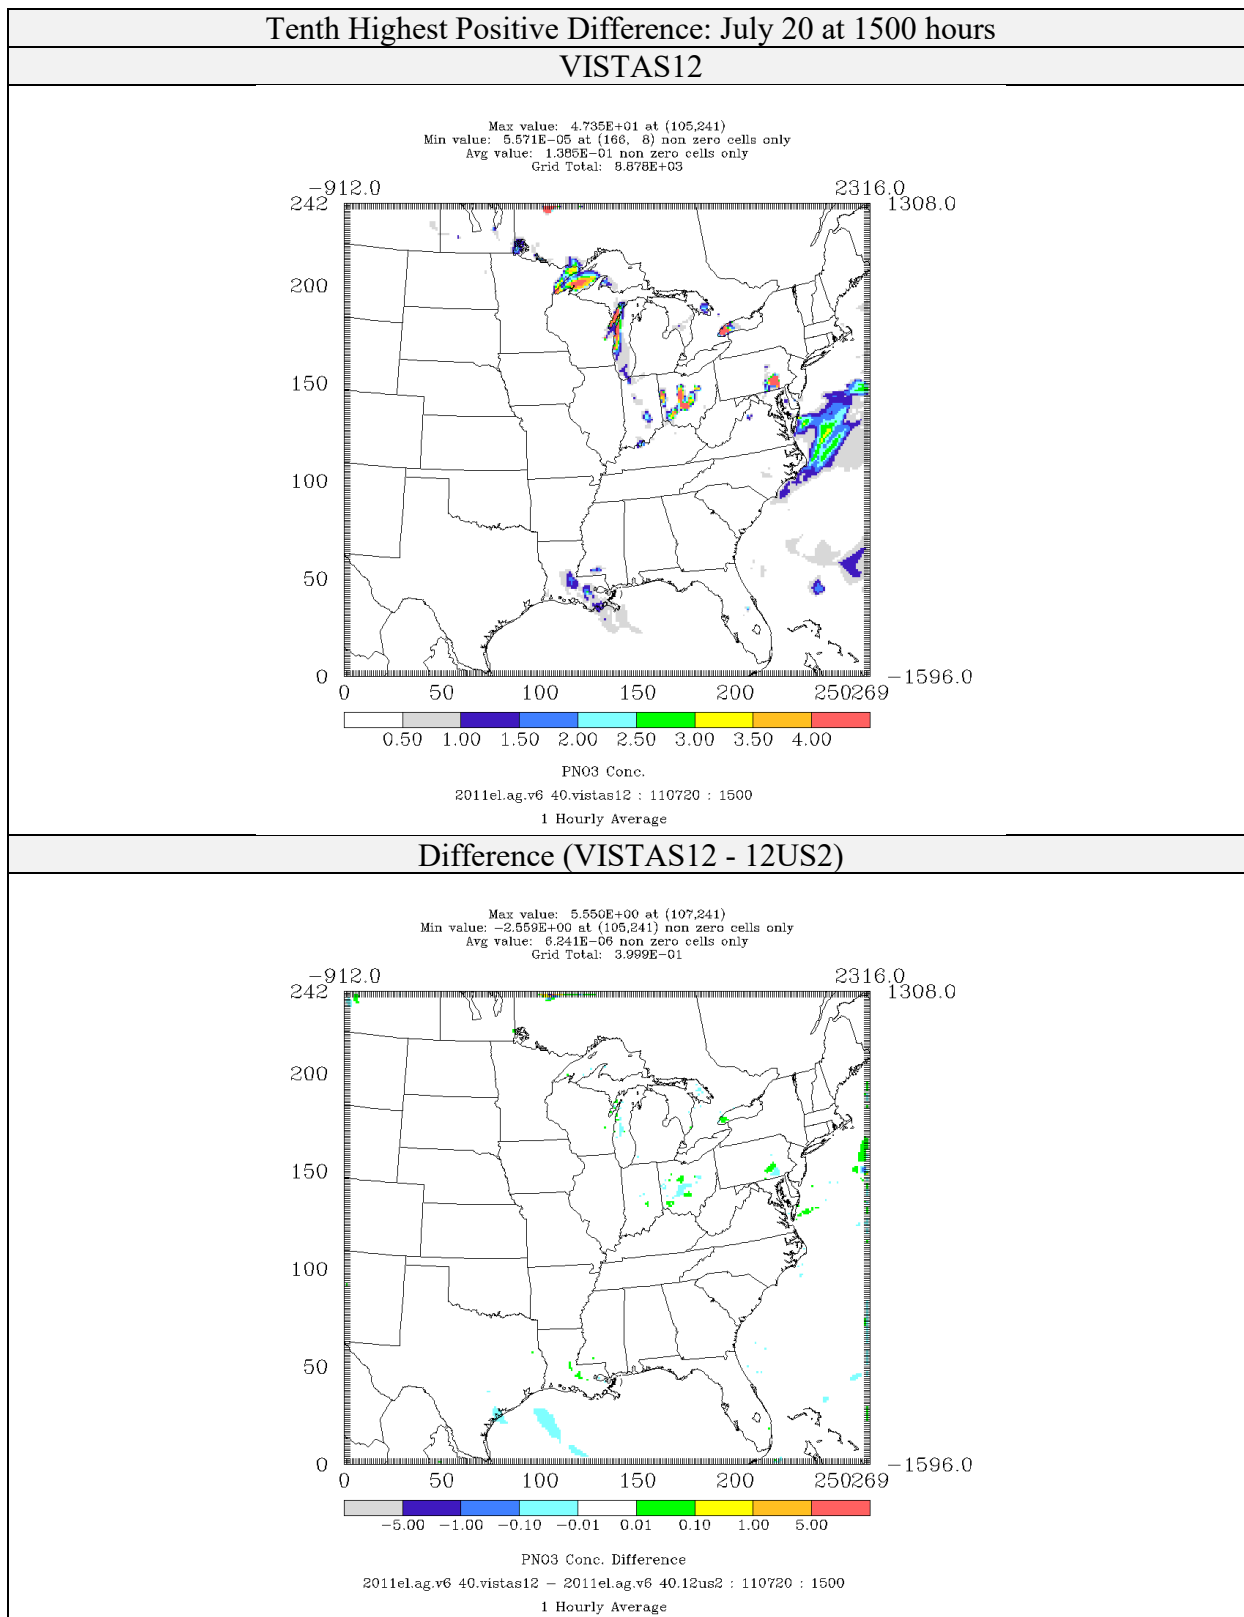 Tenth Highest Positive Difference: July 20 at 1500 hours
VISTAS12
Max value: 4.735E+01 at (105,241)
Min value: 5.571E-05 at (166, 8) non zero cells only
Avg value: 1.385E-01 non zero cells only
Grid Total: 8.878E+03
-912.0 2316.0
242 1308.0
200
150
100
50
0 -1596.0
0 50 100 150 200 250269
0.50 1.00 1.50 2.00 2.50 3.00 3.50 4.00
PNO3 Conc.
2011el.ag.v6 40.vistas12 : 110720 : 1500
1 Hourly Average
Difference (VISTAS12 - 12US2)
Max value: 5.550E+00 at (107,241)
Min value: -2.559E+00 at (105,241) non zero cells only
Avg value: 6.241E-06 non zero cells only
Grid Total: 3.999E-01
-912.0 2316.0
242 1308.0
200
150
100
50
0 -1596.0
0 50 100 150 200 250269
-5.00 -1.00 -0.10 -0.01 0.01 0.10 1.00 5.00
PNO3 Conc. Difference
2011el.ag.v6 40.vistas12 - 2011el.ag.v6 40.12us2 : 110720 : 1500
1 Hourly Average